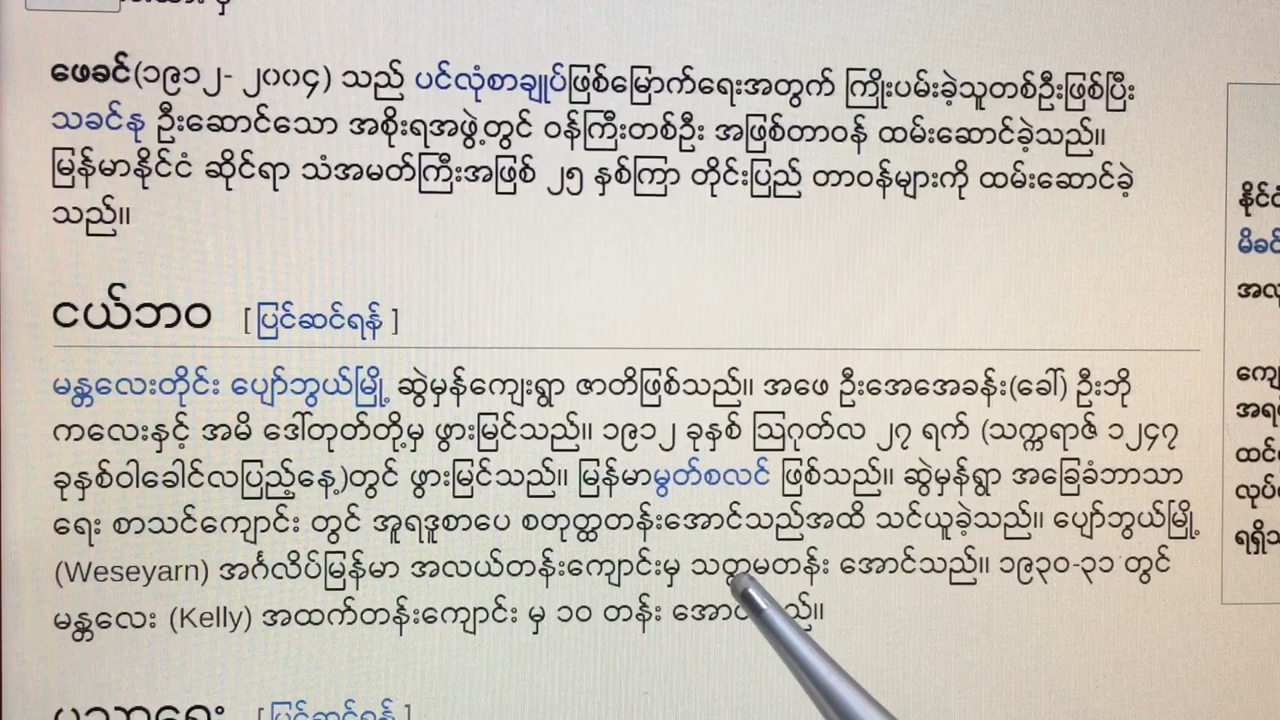 ဖေခင်(၁၉၁၂- ၂၀၀၄) သည် ပင်လုံစာချုပ်ဖြစ်မြောက်ရေးအတွက် ကြိုးပမ်းခဲ့သူတစ်ဦးဖြစ်ပြီး
သခင်နု ဦးဆောင်သော အစိုးရအဖွဲ့တွင် ဝန်ကြီးတစ်ဦး အဖြစ်တာဝန် ထမ်းဆောင်ခဲ့သည်။
မြန်မာနိုင်ငံ ဆိုင်ရာ သံအမတ်ကြီးအဖြစ် ၂၅ နှစ်ကြာ တိုင်းပြည် တာဝန်များကို ထမ်းဆောင်ခဲ့
သည်။
ငယ်ဘဝ [ပြင်ဆင်ရန်]
မန္တလေးတိုင်း ပျော်ဘွယ်မြို့ ဆွဲမှန်ကျေးရွာ ဇာတိဖြစ်သည်။ အဖေ ဦးအေအေခန်း(ခေါ်) ဦးဘို
ကလေးနှင့် အမိ ဒေါ်တုတ်တို့မှ ဖွားမြင်သည်။ ၁၉၁၂ ခုနှစ် ဩဂုတ်လ ၂၇ ရက် (သက္ကရာဇ် ၁၂၄၇
ခုနှစ်ဝါခေါင်လပြည့်နေ့)တွင် ဖွားမြင်သည်။ မြန်မာမွတ်စလင် ဖြစ်သည်။ ဆွဲမှန်ရွာ အခြေခံဘာသာ
ရေး စာသင်ကျောင်း တွင် အူရဒူစာပေ စတုတ္ထတန်းအောင်သည်အထိ သင်ယူခဲ့သည်။ ပျော်ဘွယ်မြို့
(Weseyarn) အင်္ဂလိပ်မြန်မာ အလယ်တန်းကျောင်းမှ သတ္တမတန်း အောင်သည်။ ၁၉၃၀-၃၁ တွင်
မန္တလေး (Kelly) အထက်တန်းကျောင်း မှ ၁၀ တန်း
[ပြင်ဆင်ရန်]